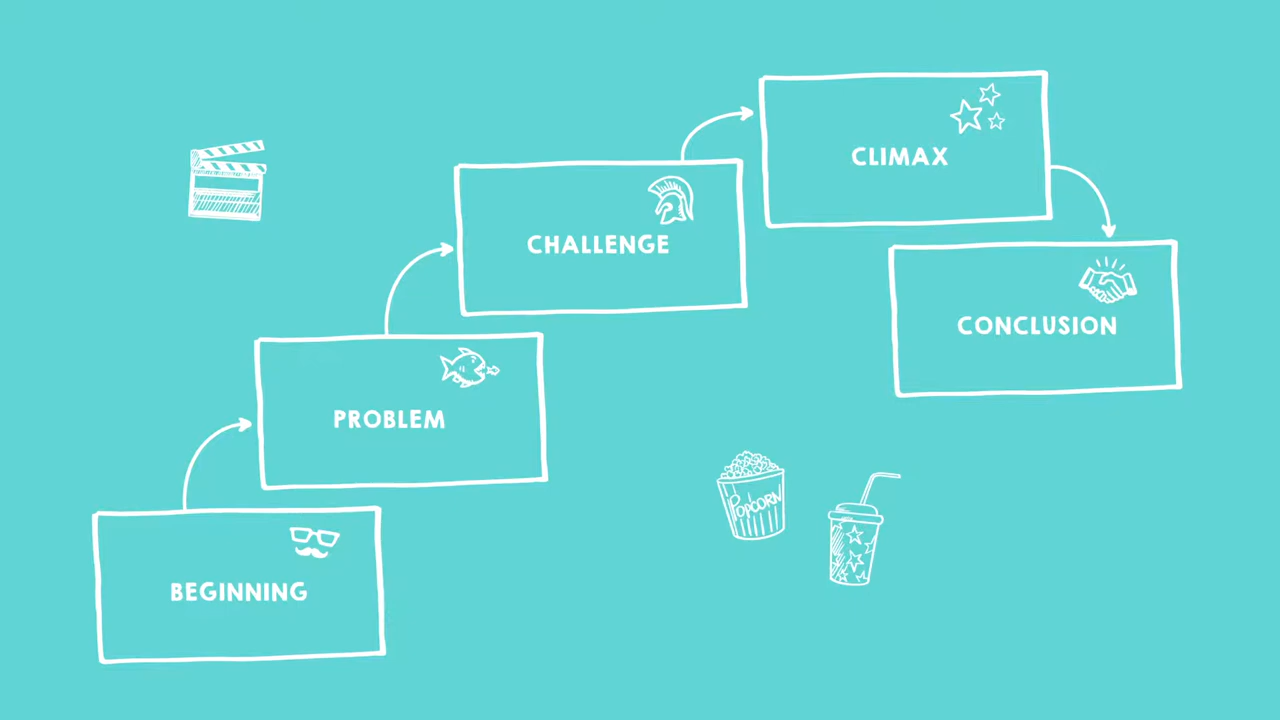 BEGINNING
PROBLEM
CHALLENGE
CLIMAX
CONCLUSION
POPCORN